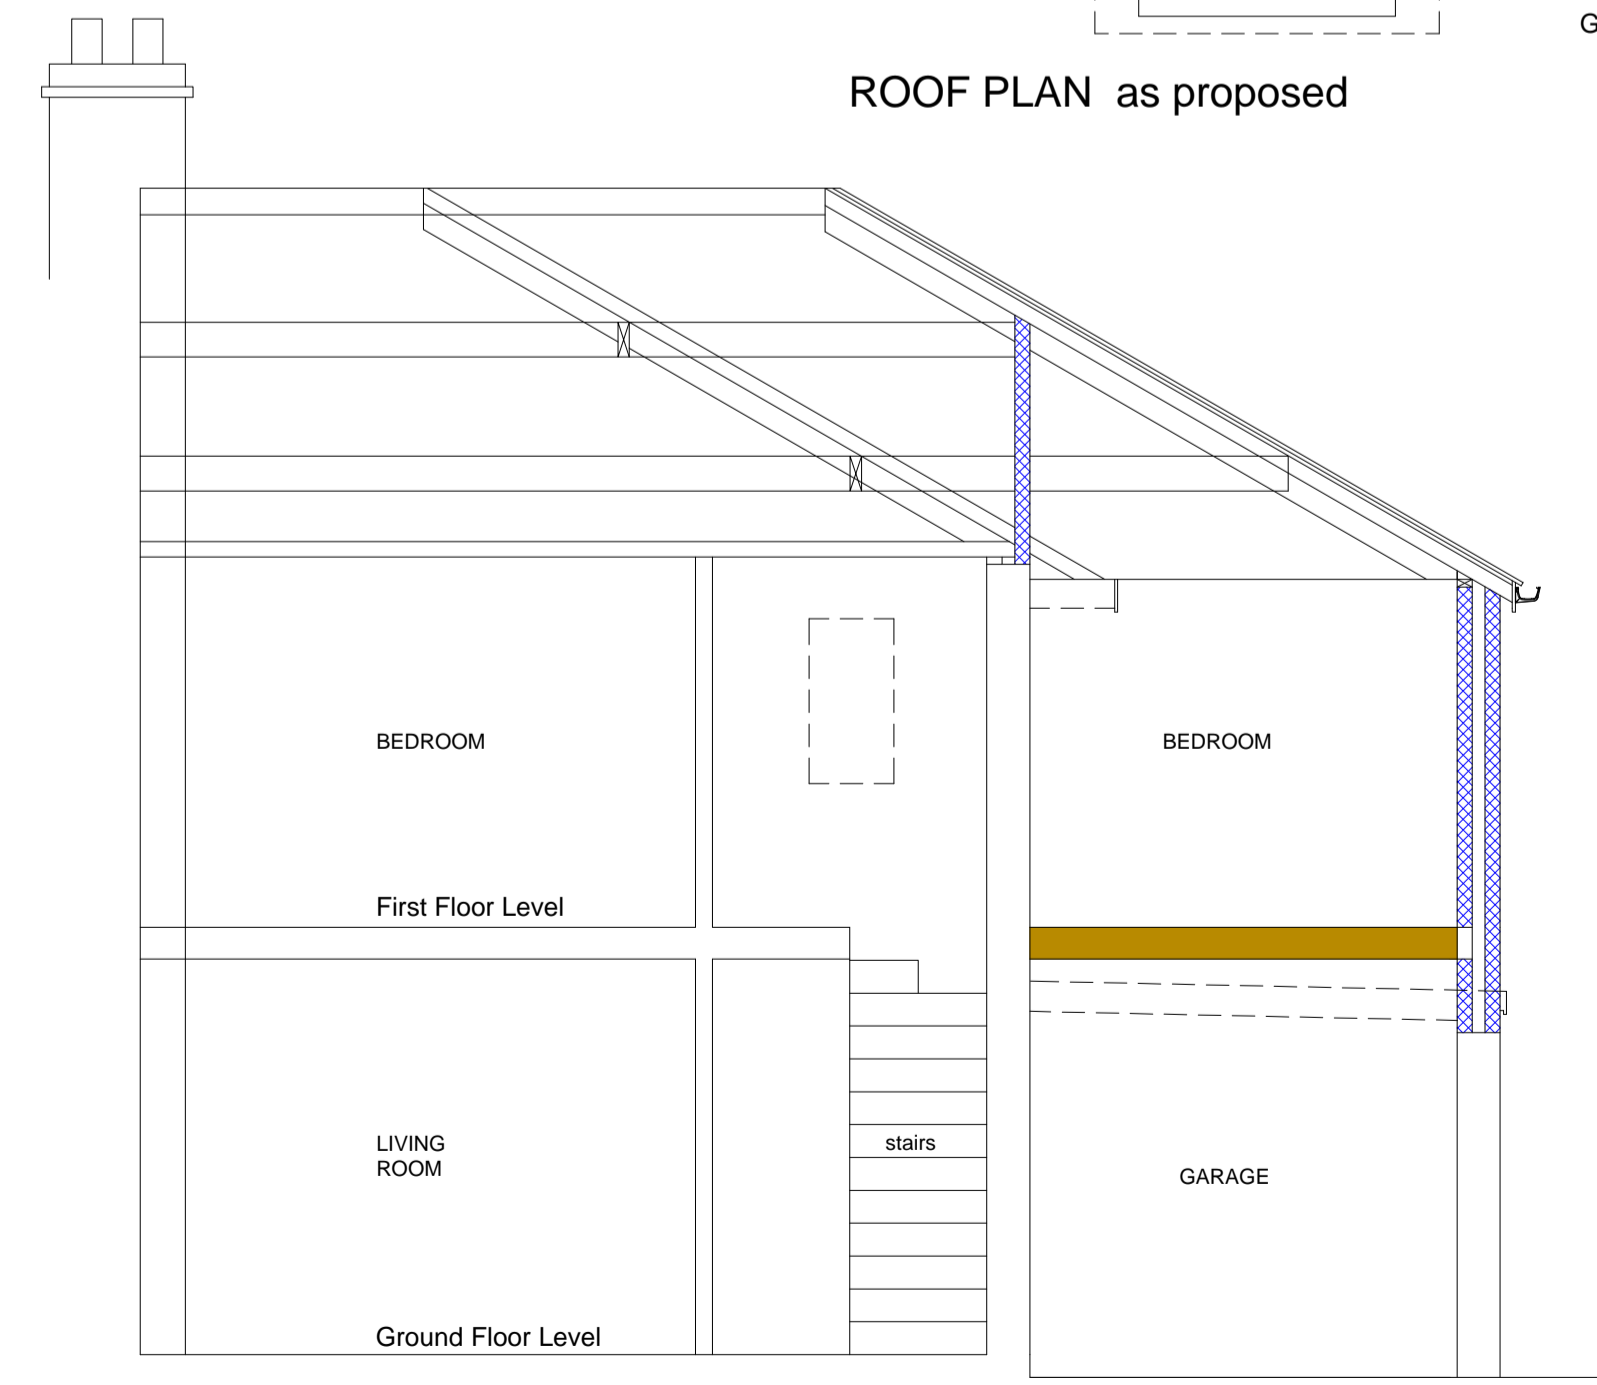 G
ROOF PLAN as proposed
BEDROOM
BEDROOM
First Floor Level
LIVING
ROOM
stairs
GARAGE
Ground Floor Level